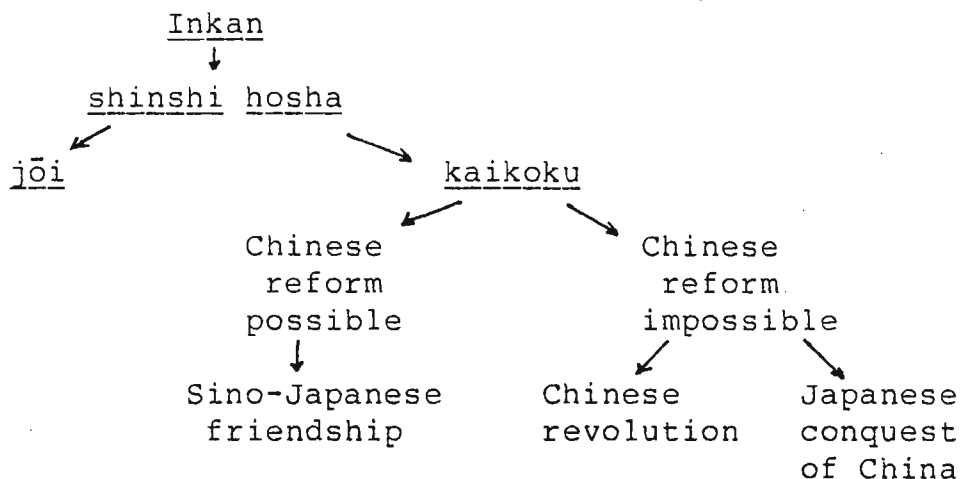 Inkan
shinshi hosha
jōi
kaikoku
Chinese
reform
possible
Chinese
reform
impossible
Sino-Japanese
friendship
Chinese
revolution
Japanese
conquest
of China